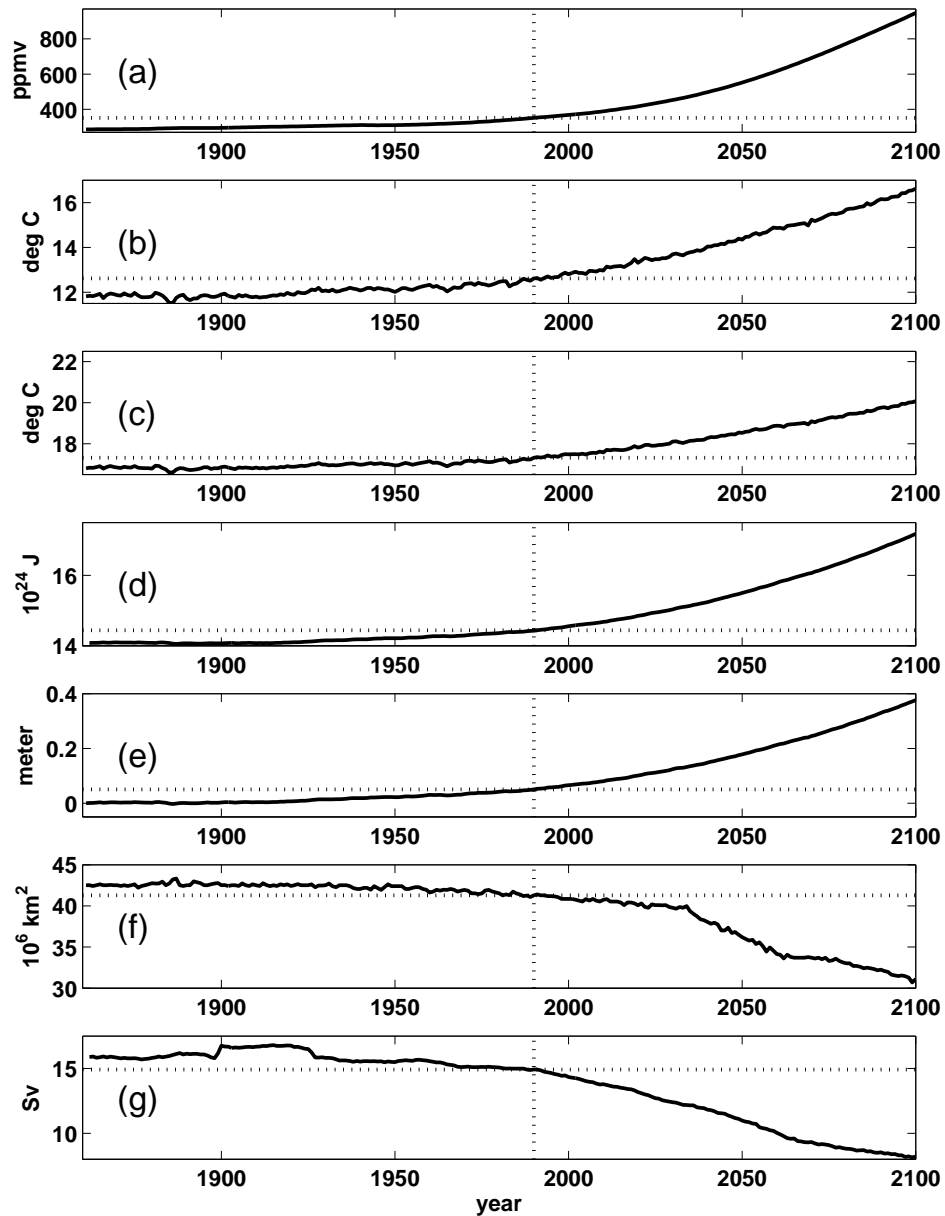 800
600
400
ppmv
(a)
1900 1950 2000 2050 2100
16
14
12
deg C
(b)
1900 1950 2000 2050 2100
22
20
18
deg C
(c)
1900 1950 2000 2050 2100
16
14
10^24 J
(d)
1900 1950 2000 2050 2100
0.4
0.2
0
meter
(e)
1900 1950 2000 2050 2100
45
40
35
30
10^6 km^2
(f)
1900 1950 2000 2050 2100
15
10
Sv
(g)
1900 1950 2000 2050 2100
year